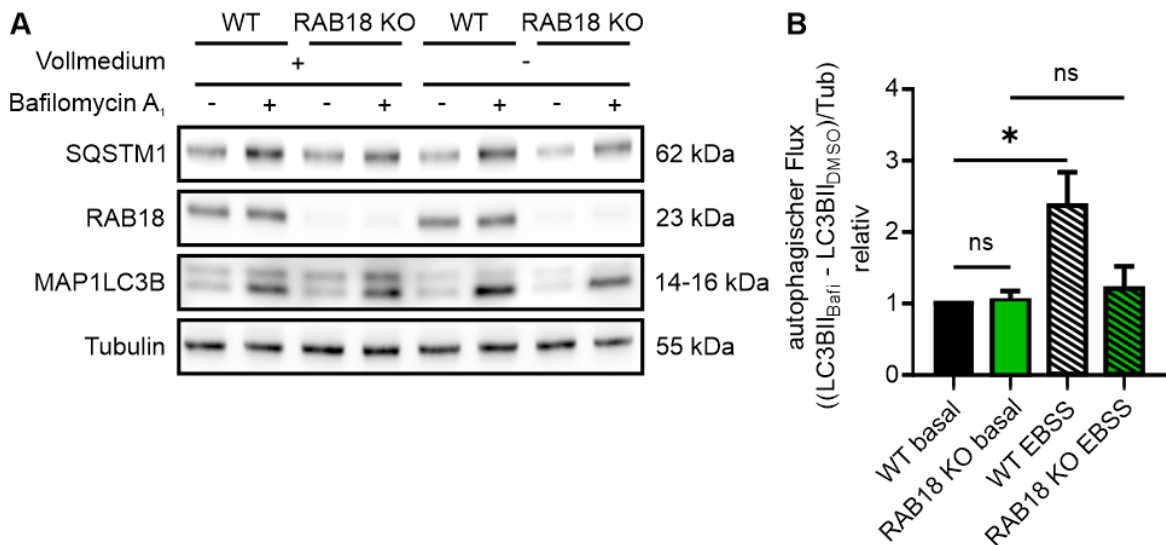 A
WT RAB18 KO WT RAB18 KO
Vollmedium + -
Bafilomycin A₁ - + - + - + - +
SQSTM1 62 kDa
RAB18 23 kDa
MAP1LC3B 14-16 kDa
Tubulin 55 kDa
B
autophagischer Flux
((LC3BII_Bafi - LC3BII_DMSO)/Tub)
relativ
4
3
2
1
0
ns
*
ns
WT basal
RAB18 KO basal
WT EBSS
RAB18 KO EBSS